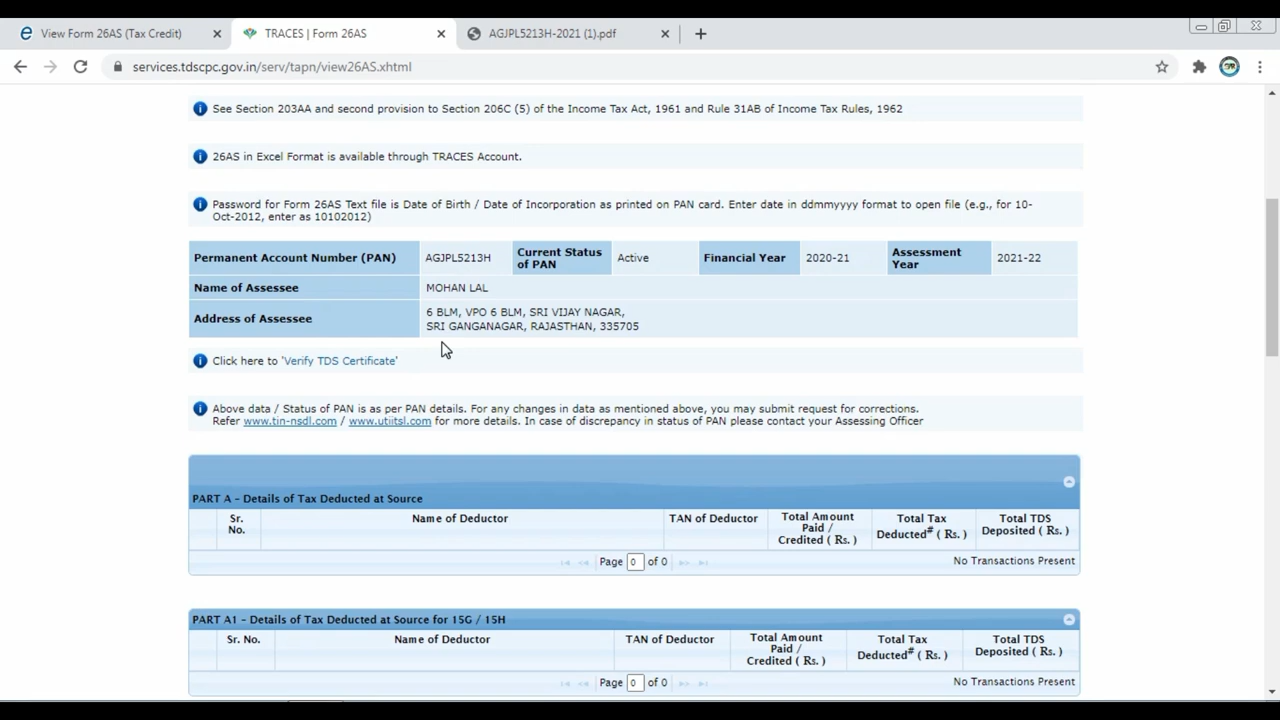 View Form 26AS (Tax Credit)
TRACES | Form 26AS
AGJPL5213H-2021 (1).pdf
services.tdscpc.gov.in/serv/tapn/view26AS.xhtml
See Section 203AA and second provision to Section 206C (5) of the Income Tax Act, 1961 and Rule 31AB of Income Tax Rules, 1962
26AS in Excel Format is available through TRACES Account.
Password for Form 26AS Text file is Date of Birth / Date of Incorporation as printed on PAN card. Enter date in ddmmyyyy format to open file (e.g., for 10-
Oct-2012, enter as 10102012)
Permanent Account Number (PAN) AGJPL5213H Current Status of PAN Active Financial Year 2020-21 Assessment Year 2021-22
Name of Assessee MOHAN LAL
Address of Assessee 6 BLM, VPO 6 BLM, SRI VIJAY NAGAR,
SRI GANGANAGAR, RAJASTHAN, 335705
Click here to 'Verify TDS Certificate'
Above data / Status of PAN is as per PAN details. For any changes in data as mentioned above, you may submit request for corrections.
Refer www.tin-nsdl.com / www.utiitsl.com for more details. In case of discrepancy in status of PAN please contact your Assessing Officer
PART A - Details of Tax Deducted at Source
Sr. No. Name of Deductor TAN of Deductor Total Amount Paid / Credited ( Rs. ) Total Tax Deducted# ( Rs. ) Total TDS Deposited ( Rs. )
Page 0 of 0 No Transactions Present
PART A1 - Details of Tax Deducted at Source for 15G / 15H
Sr. No. Name of Deductor TAN of Deductor Total Amount Paid / Credited ( Rs. ) Total Tax Deducted# ( Rs. ) Total TDS Deposited ( Rs. )
Page 0 of 0 No Transactions Present